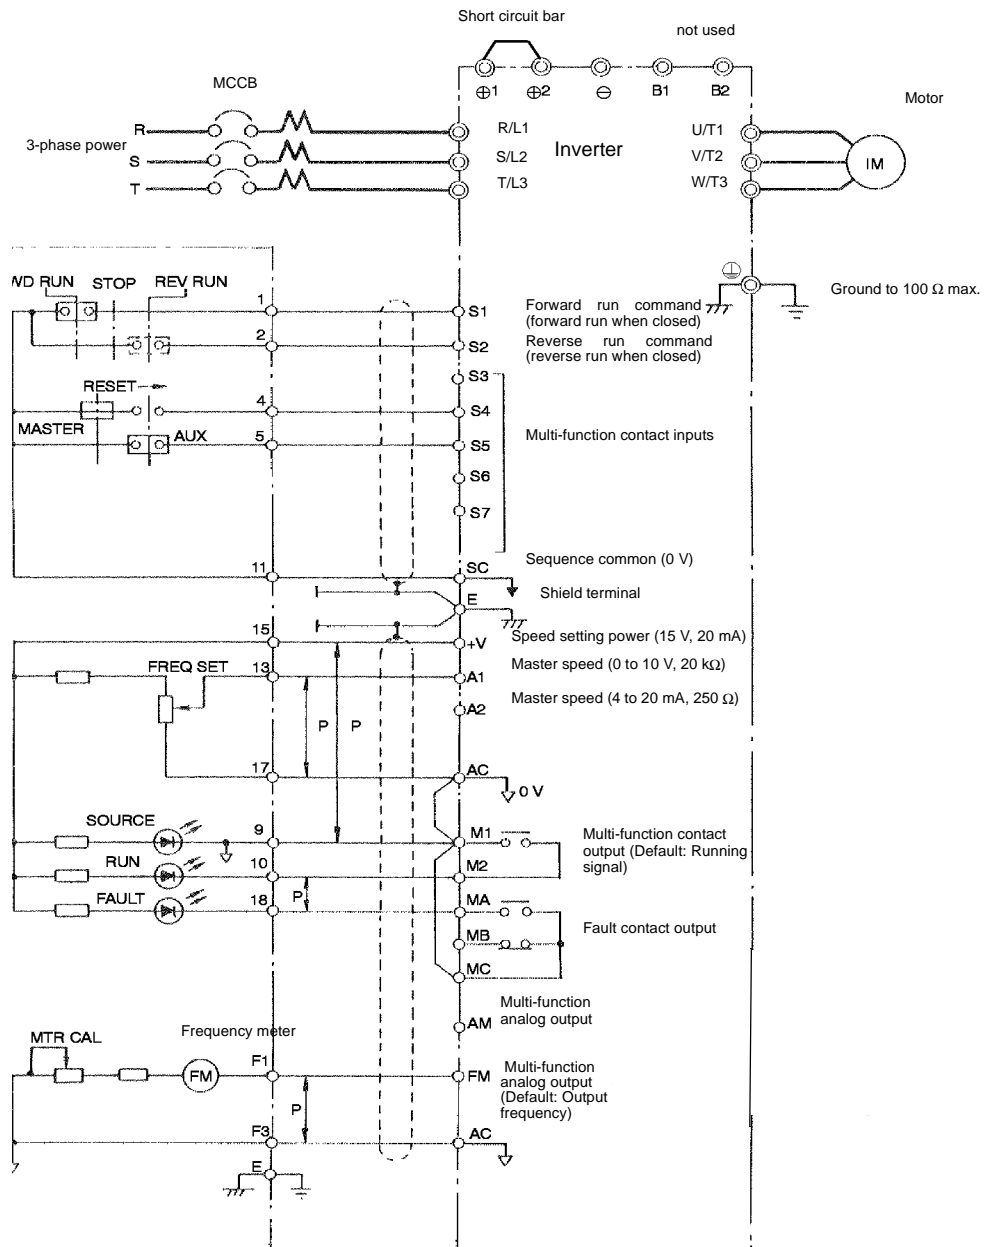 Short circuit bar
not used
MCCB
⊕1 ⊕2 ⊖ B1 B2
Motor
R R/L1 U/T1
3-phase power
Inverter
S S/L2 V/T2
IM
T T/L3 W/T3
WD RUN STOP REV RUN
Ground to 100 Ω max.
1 S1
Forward run command
(forward run when closed)
2 S2
Reverse run command
(reverse run when closed)
S3
RESET
4 S4
MASTER
AUX
5 S5
Multi-function contact inputs
S6
S7
Sequence common (0 V)
11 SC
Shield terminal
E
15 +V
Speed setting power (15 V, 20 mA)
FREQ SET
13 A1
Master speed (0 to 10 V, 20 kΩ)
A2
Master speed (4 to 20 mA, 250 Ω)
P P
17 AC
0 V
SOURCE
9 M1
Multi-function contact
output (Default: Running
signal)
RUN
10 M2
FAULT
P
18 MA
Fault contact output
MB
MC
Multi-function
analog output
AM
Frequency meter
MTR CAL
FM
F1 FM
Multi-function
analog output
(Default: Output
frequency)
P
F3 AC
E